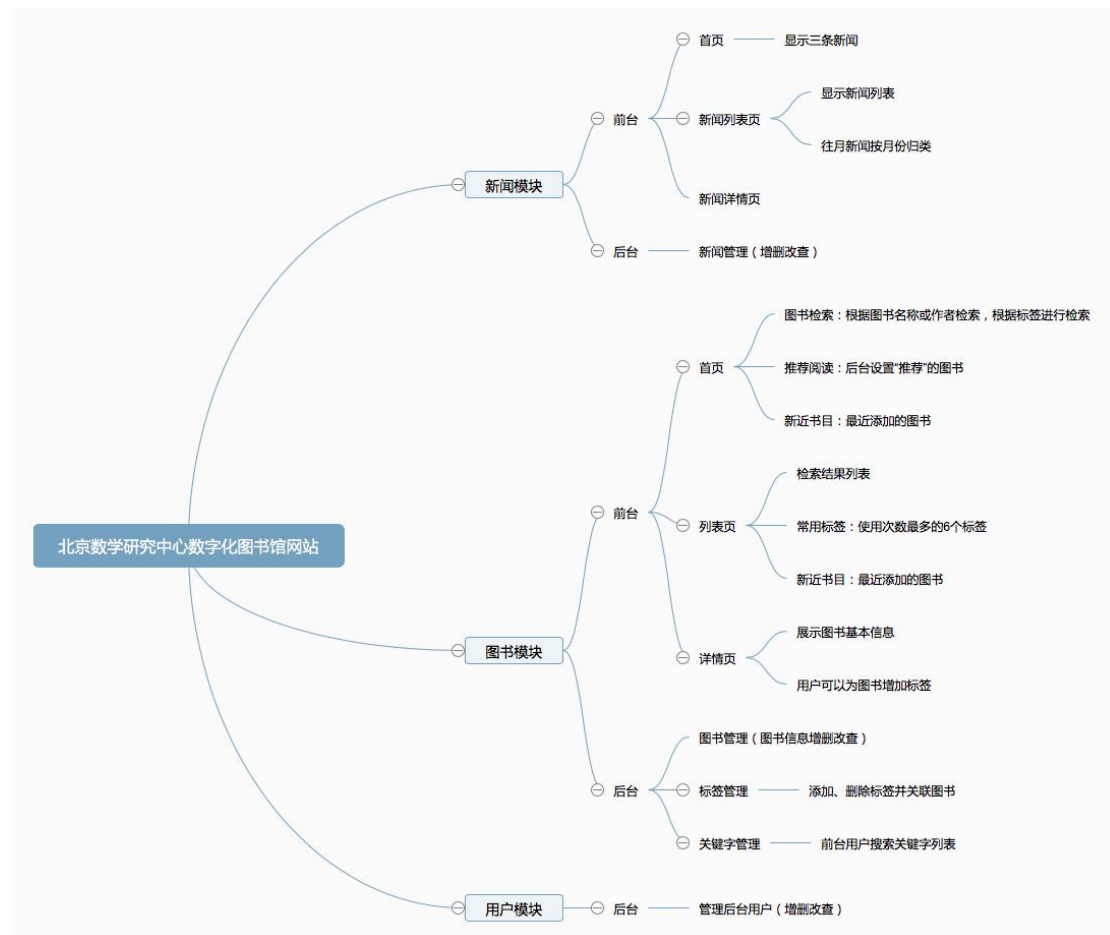 北京数学研究中心数字化图书馆网站
新闻模块
前台
首页
显示三条新闻
新闻列表页
显示新闻列表
往月新闻按月份归类
新闻详情页
后台
新闻管理（增删改查）
图书模块
前台
首页
图书检索：根据图书名称或作者检索，根据标签进行检索
推荐阅读：后台设置“推荐”的图书
新近书目：最近添加的图书
列表页
检索结果列表
常用标签：使用次数最多的6个标签
新近书目：最近添加的图书
详情页
展示图书基本信息
用户可以为图书增加标签
后台
图书管理（图书信息增删改查）
标签管理
添加、删除标签并关联图书
关键字管理
前台用户搜索关键字列表
用户模块
后台
管理后台用户（增删改查）